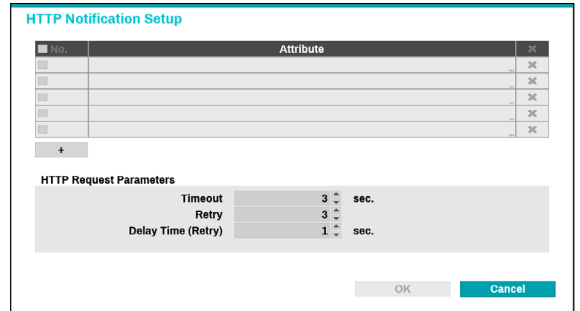 HTTP Notification Setup
No. Attribute
...
...
...
...
...
+
HTTP Request Parameters
Timeout 3 sec.
Retry 3
Delay Time (Retry) 1 sec.
OK Cancel